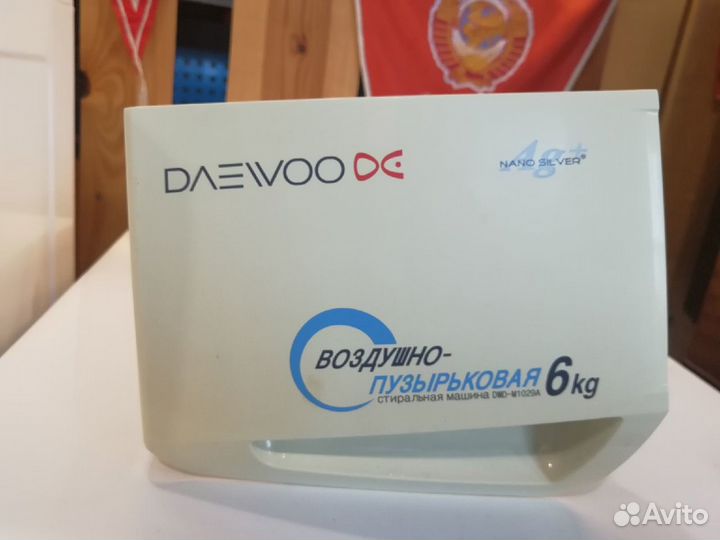 DAEWOO
Ag+
NANO SILVER®
ВОЗДУШНО-
ПУЗЫРЬКОВАЯ 6kg
стиральная машина DWD-M1029A
Avito